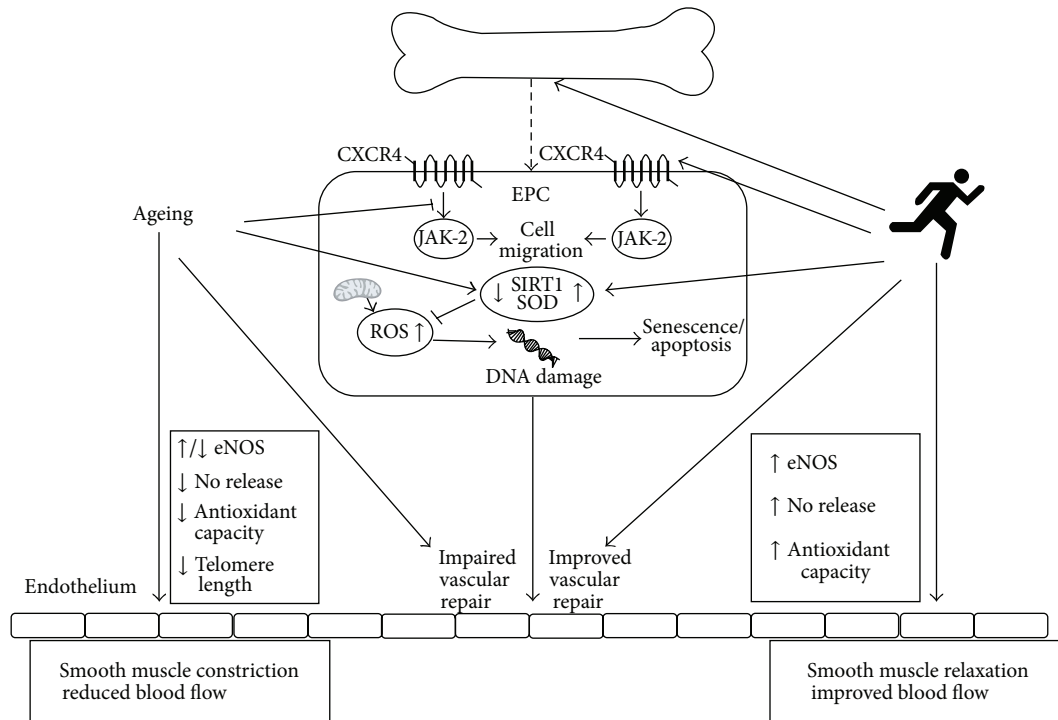 CXCR4
CXCR4
EPC
Ageing
JAK-2
Cell
migration
JAK-2
↓ SIRT1 ↑
SOD
ROS ↑
Senescence/
apoptosis
DNA damage
↑/↓ eNOS
↓ No release
↓ Antioxidant
capacity
↓ Telomere
length
↑ eNOS
↑ No release
↑ Antioxidant
capacity
Impaired
vascular
repair
Improved
vascular
repair
Endothelium
Smooth muscle constriction
reduced blood flow
Smooth muscle relaxation
improved blood flow